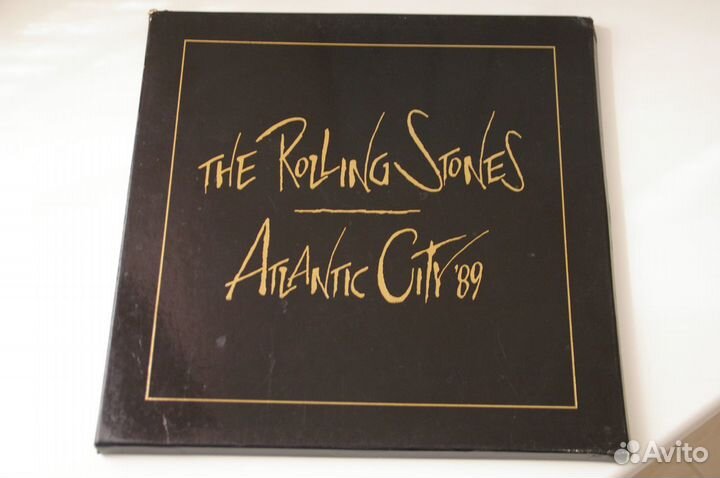 THE ROLLING STONES
ATLANTIC CITY '89
Avito